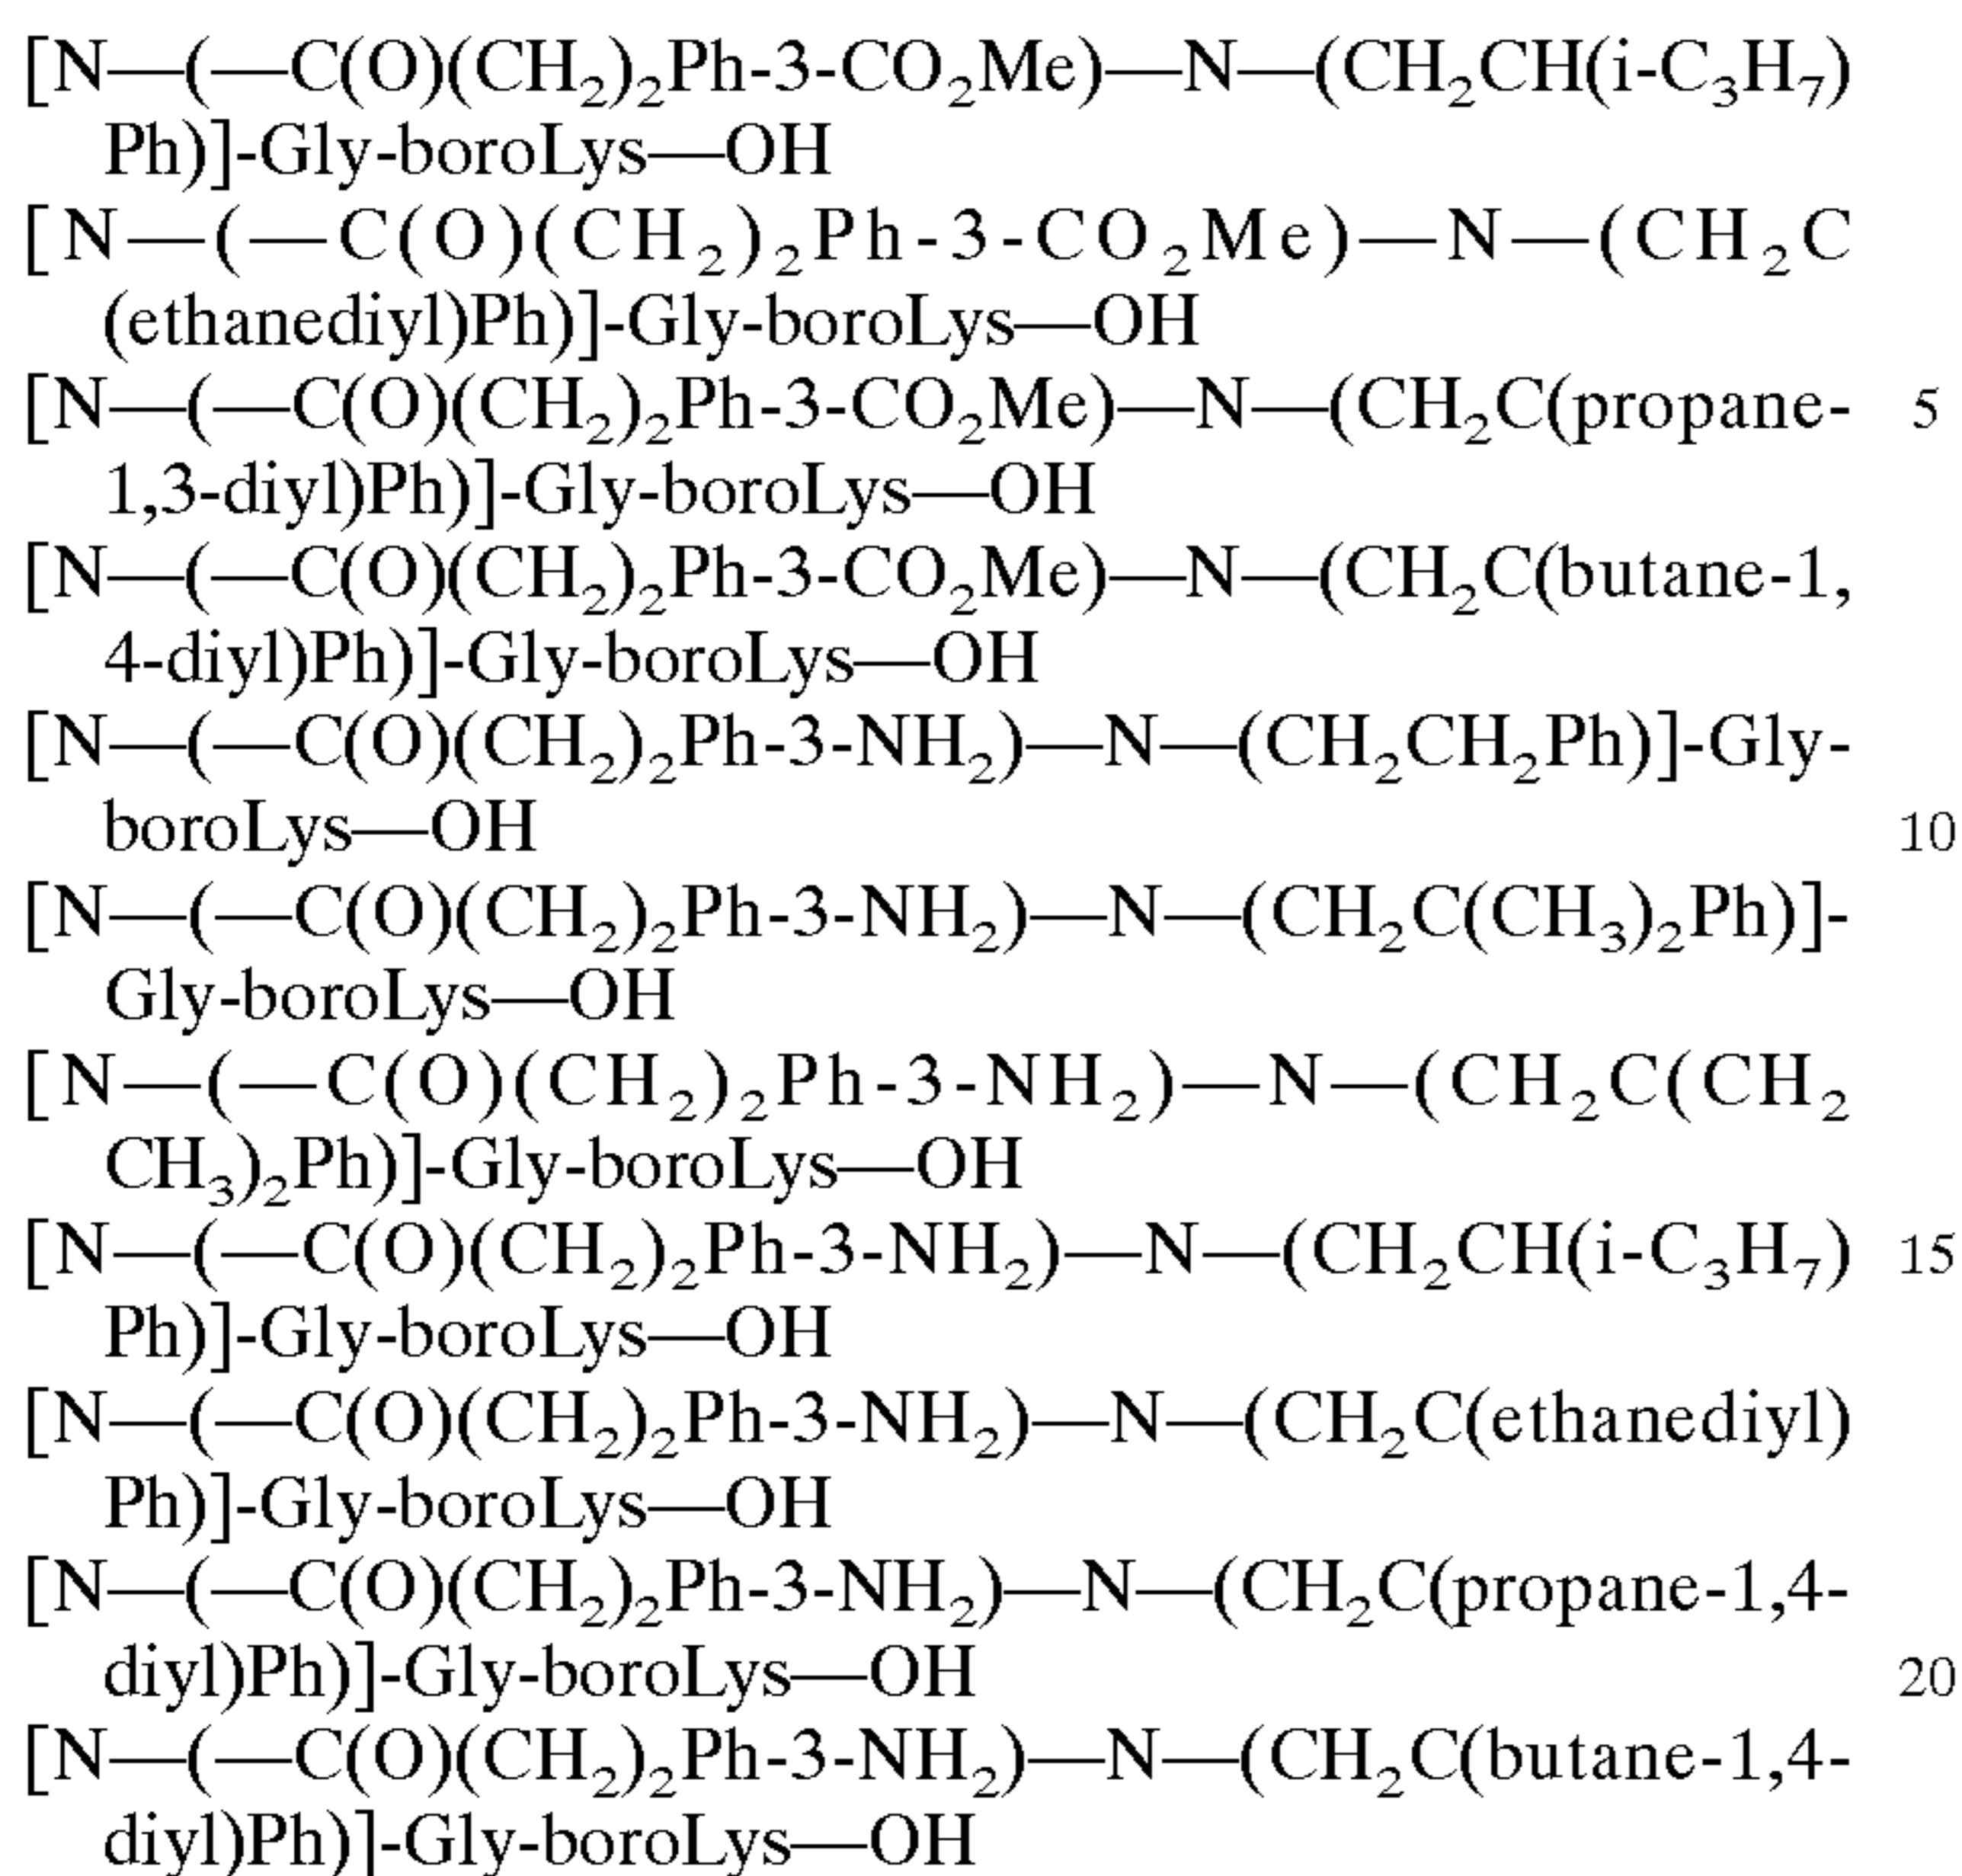 [N—(—C(O)(CH₂)₂Ph-3-CO₂Me)—N—(CH₂CH(i-C₃H₇)
Ph)]-Gly-boroLys—OH
[N—(—C(O)(CH₂)₂Ph-3-CO₂Me)—N—(CH₂C
(ethanediyl)Ph)]-Gly-boroLys—OH
[N—(—C(O)(CH₂)₂Ph-3-CO₂Me)—N—(CH₂C(propane- 5
1,3-diyl)Ph)]-Gly-boroLys—OH
[N—(—C(O)(CH₂)₂Ph-3-CO₂Me)—N—(CH₂C(butane-1,
4-diyl)Ph)]-Gly-boroLys—OH
[N—(—C(O)(CH₂)₂Ph-3-NH₂)—N—(CH₂CH₂Ph)]-Gly-
boroLys—OH 10
[N—(—C(O)(CH₂)₂Ph-3-NH₂)—N—(CH₂C(CH₃)₂Ph)]-
Gly-boroLys—OH
[N—(—C(O)(CH₂)₂Ph-3-NH₂)—N—(CH₂C(CH₂
CH₃)₂Ph)]-Gly-boroLys—OH
[N—(—C(O)(CH₂)₂Ph-3-NH₂)—N—(CH₂CH(i-C₃H₇) 15
Ph)]-Gly-boroLys—OH
[N—(—C(O)(CH₂)₂Ph-3-NH₂)—N—(CH₂C(ethanediyl)
Ph)]-Gly-boroLys—OH
[N—(—C(O)(CH₂)₂Ph-3-NH₂)—N—(CH₂C(propane-1,4-
diyl)Ph)]-Gly-boroLys—OH 20
[N—(—C(O)(CH₂)₂Ph-3-NH₂)—N—(CH₂C(butane-1,4-
diyl)Ph)]-Gly-boroLys—OH